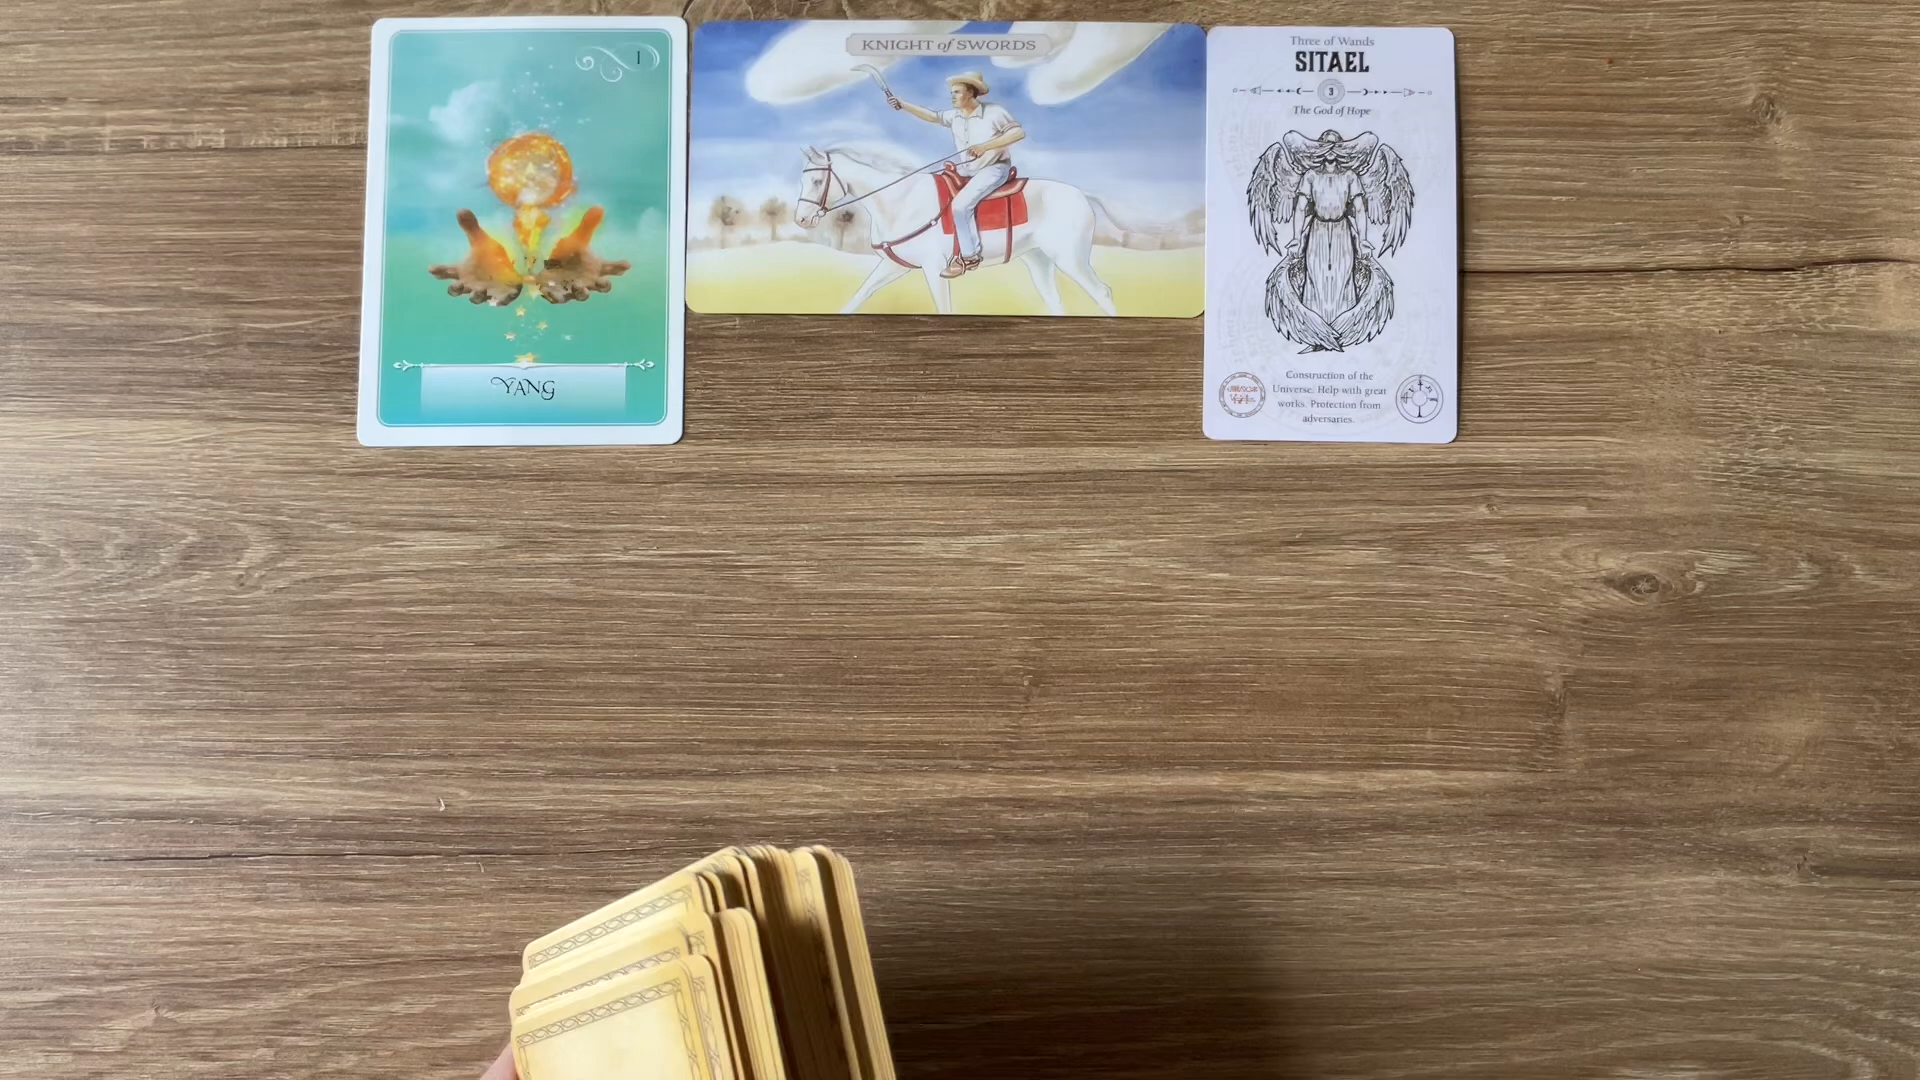 1
YANG
KNIGHT of SWORDS
Three of Wands
SITAEL
3
The God of Hope
Construction of the
Universe. Help with great
works. Protection from
adversaries.